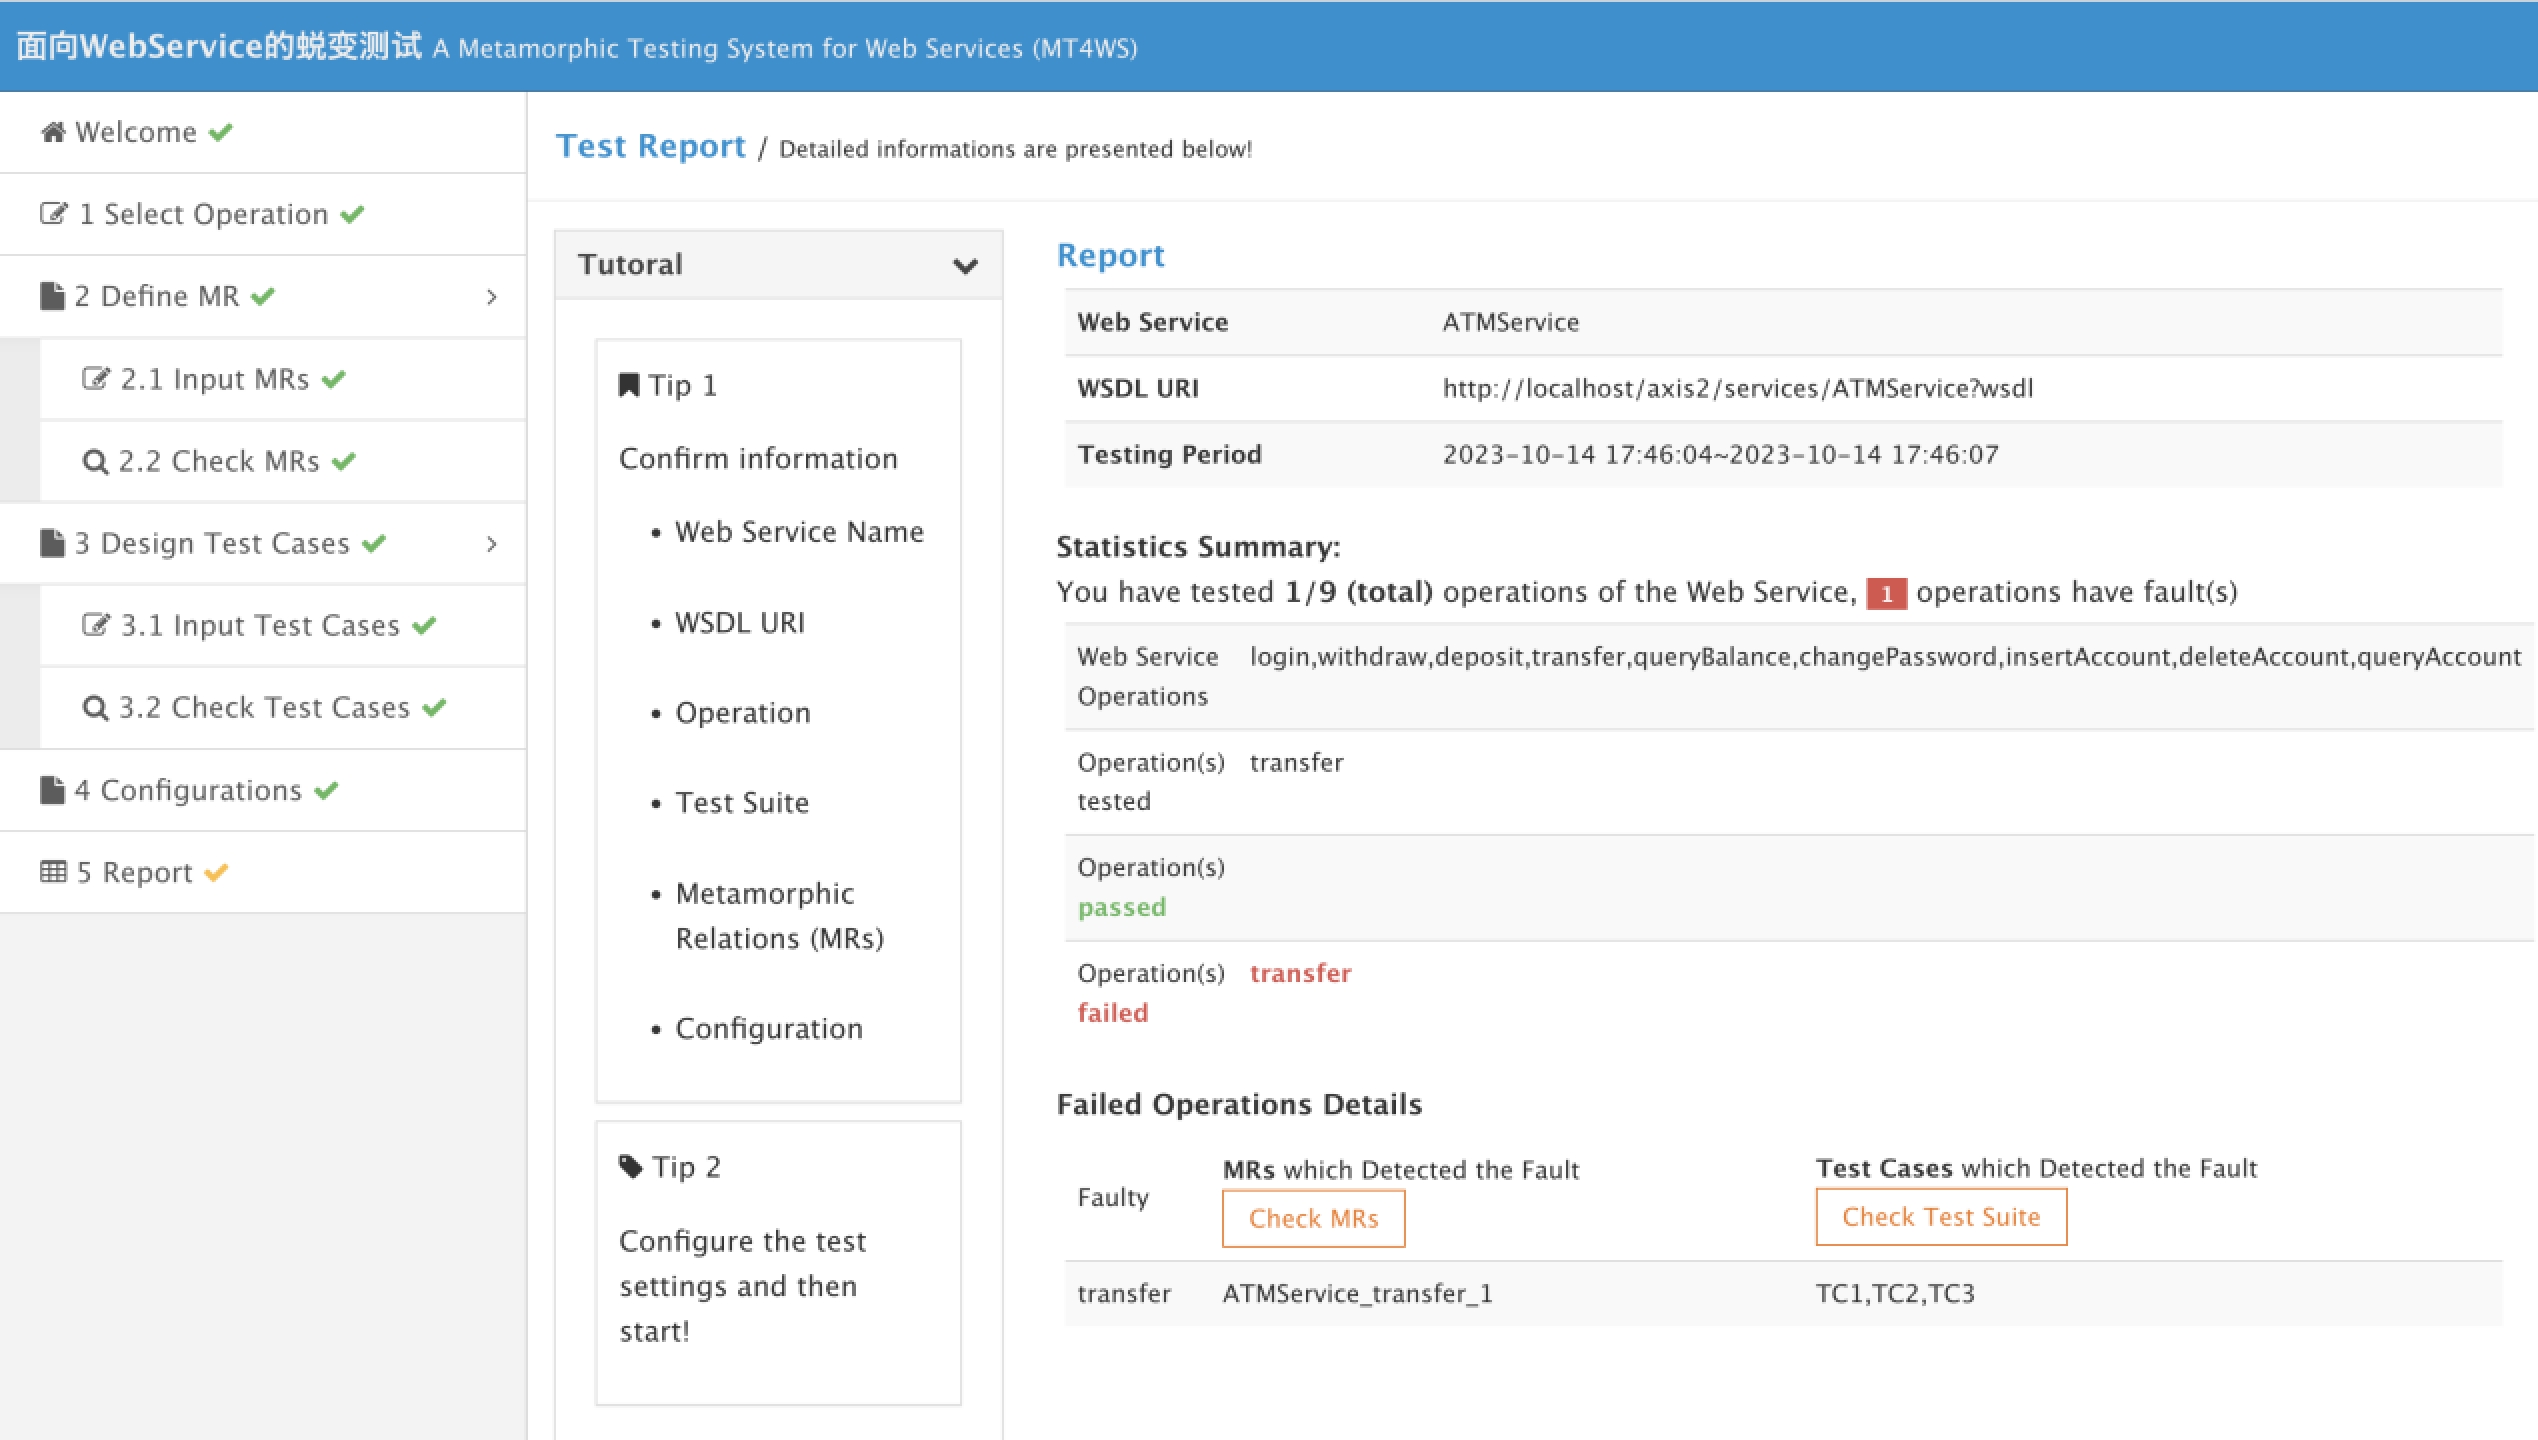 面向WebService的蜕变测试 A Metamorphic Testing System for Web Services (MT4WS)
Welcome
1 Select Operation
2 Define MR
2.1 Input MRs
2.2 Check MRs
3 Design Test Cases
3.1 Input Test Cases
3.2 Check Test Cases
4 Configurations
5 Report
Test Report / Detailed informations are presented below!
Tutoral
Tip 1
Confirm information
• Web Service Name
• WSDL URI
• Operation
• Test Suite
• Metamorphic
Relations (MRs)
• Configuration
Tip 2
Configure the test
settings and then
start!
Report
Web Service ATMService
WSDL URI http://localhost/axis2/services/ATMService?wsdl
Testing Period 2023-10-14 17:46:04~2023-10-14 17:46:07
Statistics Summary:
You have tested 1/9 (total) operations of the Web Service, 1 operations have fault(s)
Web Service login,withdraw,deposit,transfer,queryBalance,changePassword,insertAccount,deleteAccount,queryAccount
Operations
Operation(s) transfer
tested
Operation(s)
passed
Operation(s) transfer
failed
Failed Operations Details
Faulty
MRs which Detected the Fault
Check MRs
Test Cases which Detected the Fault
Check Test Suite
transfer ATMService_transfer_1 TC1,TC2,TC3